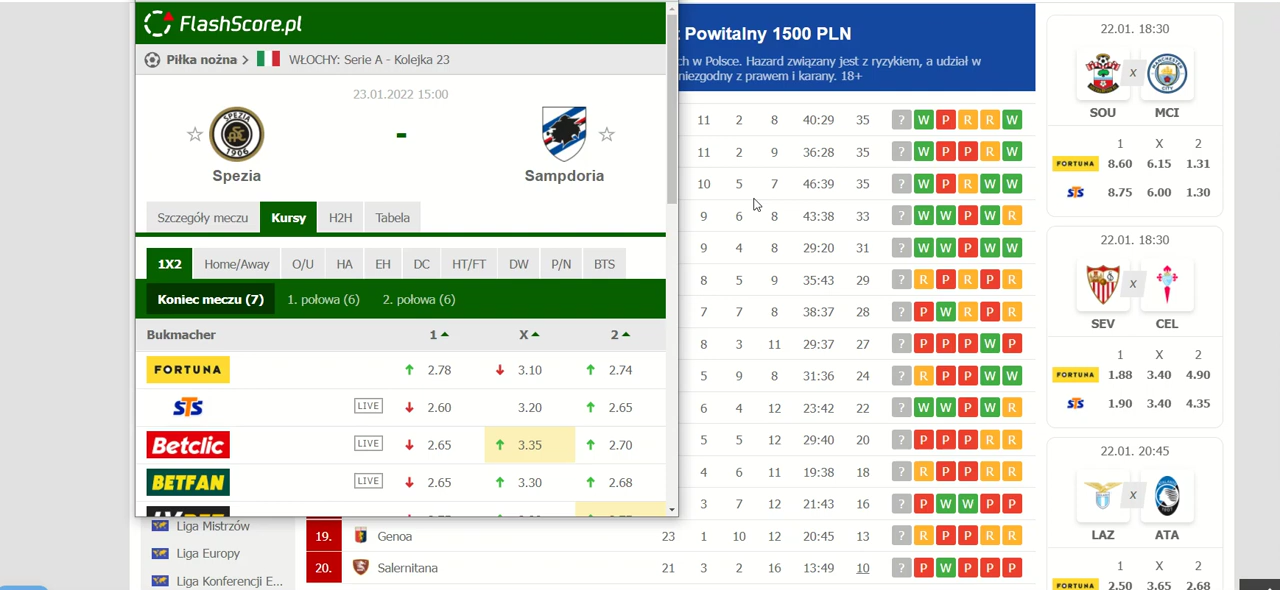 FlashScore.pl
Piłka nożna > WŁOCHY: Serie A - Kolejka 23
23.01.2022 15:00
-
Spezia
Sampdoria
Szczegóły meczu Kursy H2H Tabela
1X2 Home/Away O/U HA EH DC HT/FT DW P/N BTS
Koniec meczu (7) 1. połowa (6) 2. połowa (6)
Bukmacher 1 X 2
FORTUNA 2.78 3.10 2.74
STS LIVE 2.60 3.20 2.65
Betclic LIVE 2.65 3.35 2.70
BETFAN LIVE 2.65 3.30 2.68
Powitalny 1500 PLN
ch w Polsce. Hazard związany jest z ryzykiem, a udział w
niezgodny z prawem i karany. 18+
11 2 8 40:29 35 ? W P R R W
11 2 9 36:28 35 ? W P P R W
10 5 7 46:39 35 ? W P R W W
9 6 8 43:38 33 ? W W P W R
9 4 8 29:20 31 ? W W P W W
8 5 9 35:43 29 ? R P R P R
7 7 8 38:37 28 ? P W R P R
8 3 11 29:37 27 ? P P P W P
5 9 8 31:36 24 ? R P P W W
6 4 12 23:42 22 ? W W P W R
5 5 12 29:40 20 ? P P P R R
4 6 11 19:38 18 ? R P P R R
3 7 12 21:43 16 ? P W W P P
19. Genoa 23 1 10 12 20:45 13 ? R P P R R
20. Salernitana 21 3 2 16 13:49 10 ? P W P P P
Liga Mistrzów
Liga Europy
Liga Konferencji E...
22.01. 18:30
X
SOU MCI
1 X 2
FORTUNA 8.60 6.15 1.31
STS 8.75 6.00 1.30
22.01. 18:30
X
SEV CEL
1 X 2
FORTUNA 1.88 3.40 4.90
STS 1.90 3.40 4.35
22.01. 20:45
X
LAZ ATA
1 X 2
FORTUNA 2.50 3.65 2.68